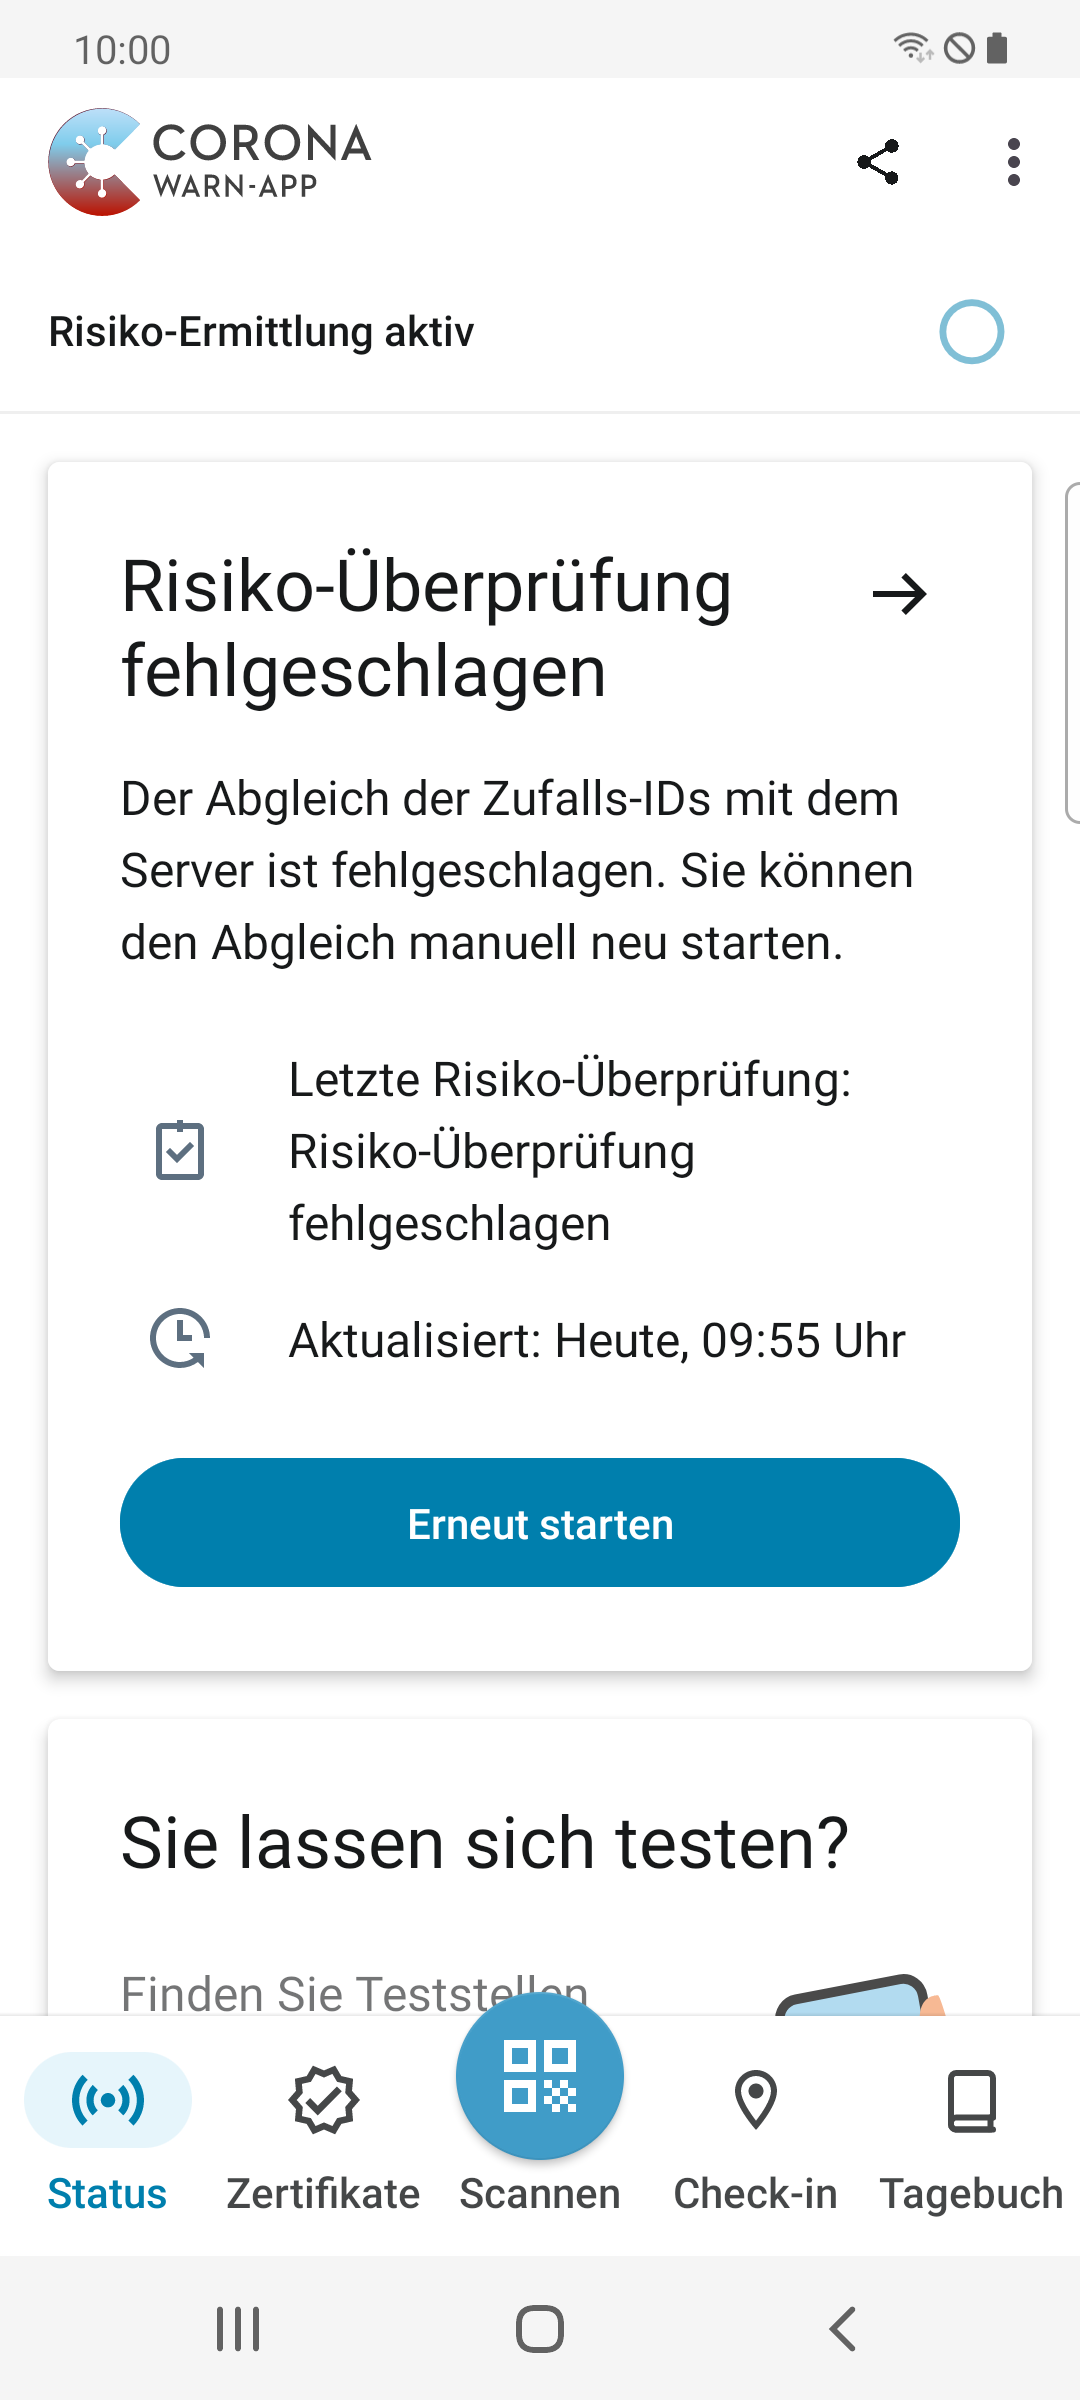 10:00
CORONA
WARN-APP
Risiko-Ermittlung aktiv
Risiko-Überprüfung
fehlgeschlagen
Der Abgleich der Zufalls-IDs mit dem
Server ist fehlgeschlagen. Sie können
den Abgleich manuell neu starten.
Letzte Risiko-Überprüfung:
Risiko-Überprüfung
fehlgeschlagen
Aktualisiert: Heute, 09:55 Uhr
Erneut starten
Sie lassen sich testen?
Finden Sie Teststellen
Status
Zertifikate
Scannen
Check-in
Tagebuch